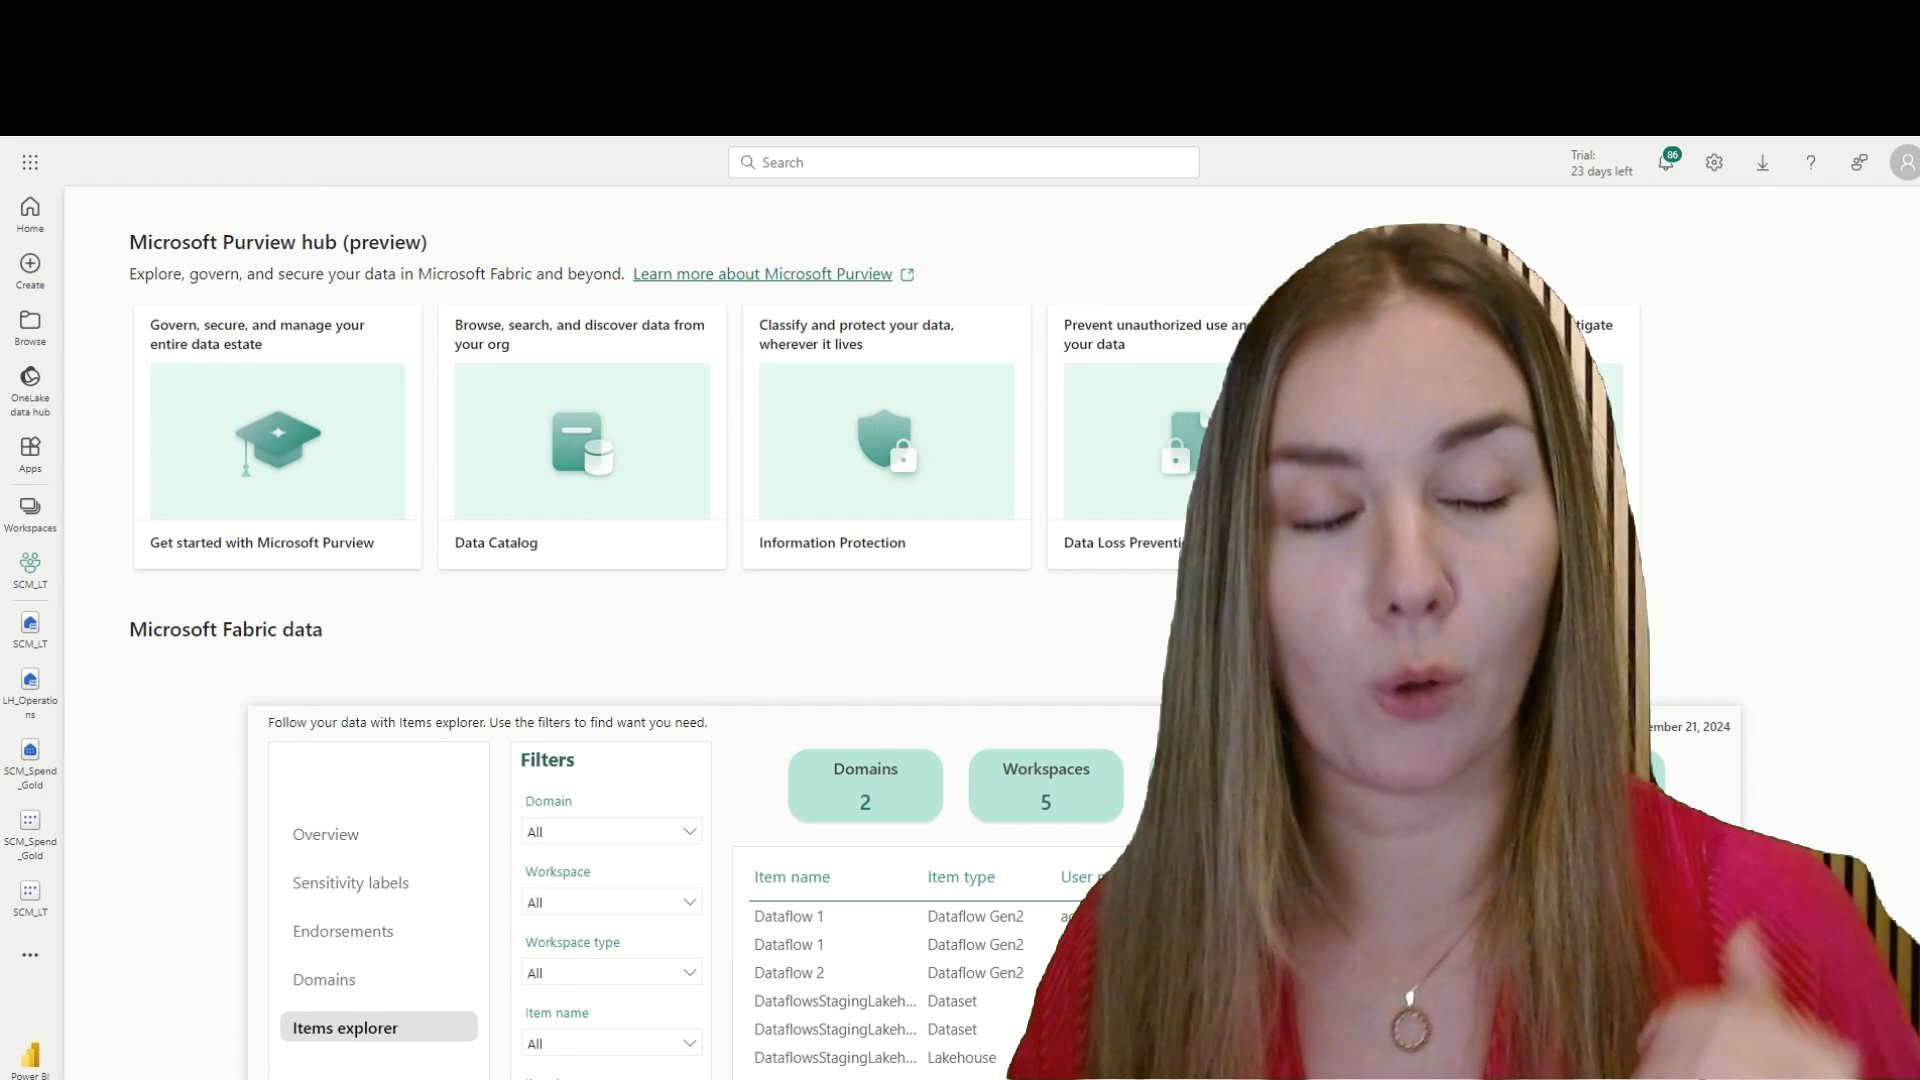 Search
Trial:
23 days left
86
Home
Create
Browse
OneLake
data hub
Apps
Workspaces
SCM_LT
SCM_LT
LH_Operatio
ns
SCM_Spend
_Gold
SCM_Spend
_Gold
SCM_LT
Power BI
Microsoft Purview hub (preview)
Explore, govern, and secure your data in Microsoft Fabric and beyond. Learn more about Microsoft Purview
Govern, secure, and manage your
entire data estate
Get started with Microsoft Purview
Browse, search, and discover data from
your org
Data Catalog
Classify and protect your data,
wherever it lives
Information Protection
Prevent unauthorized use an
your data
Data Loss Preventi
tigate
Microsoft Fabric data
Follow your data with Items explorer. Use the filters to find want you need.
ember 21, 2024
Overview
Sensitivity labels
Endorsements
Domains
Items explorer
Filters
Domain
All
Workspace
All
Workspace type
All
Item name
All
Domains
2
Workspaces
5
Item name Item type User
Dataflow 1 Dataflow Gen2
Dataflow 1 Dataflow Gen2
Dataflow 2 Dataflow Gen2
DataflowsStagingLakeh... Dataset
DataflowsStagingLakeh... Dataset
DataflowsStagingLakeh... Lakehouse